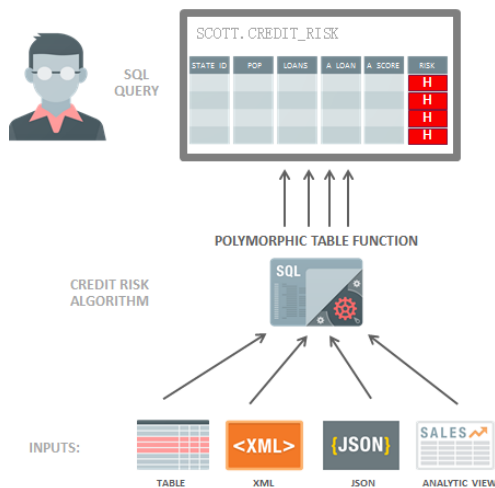 SCOTT.CREDIT_RISK
STATE ID POP LOANS A LOAN A SCORE RISK
H
H
H
H
SQL
QUERY
POLYMORPHIC TABLE FUNCTION
SQL
CREDIT RISK
ALGORITHM
INPUTS:
<XML>
{JSON}
SALES
TABLE XML JSON ANALYTIC VIEW